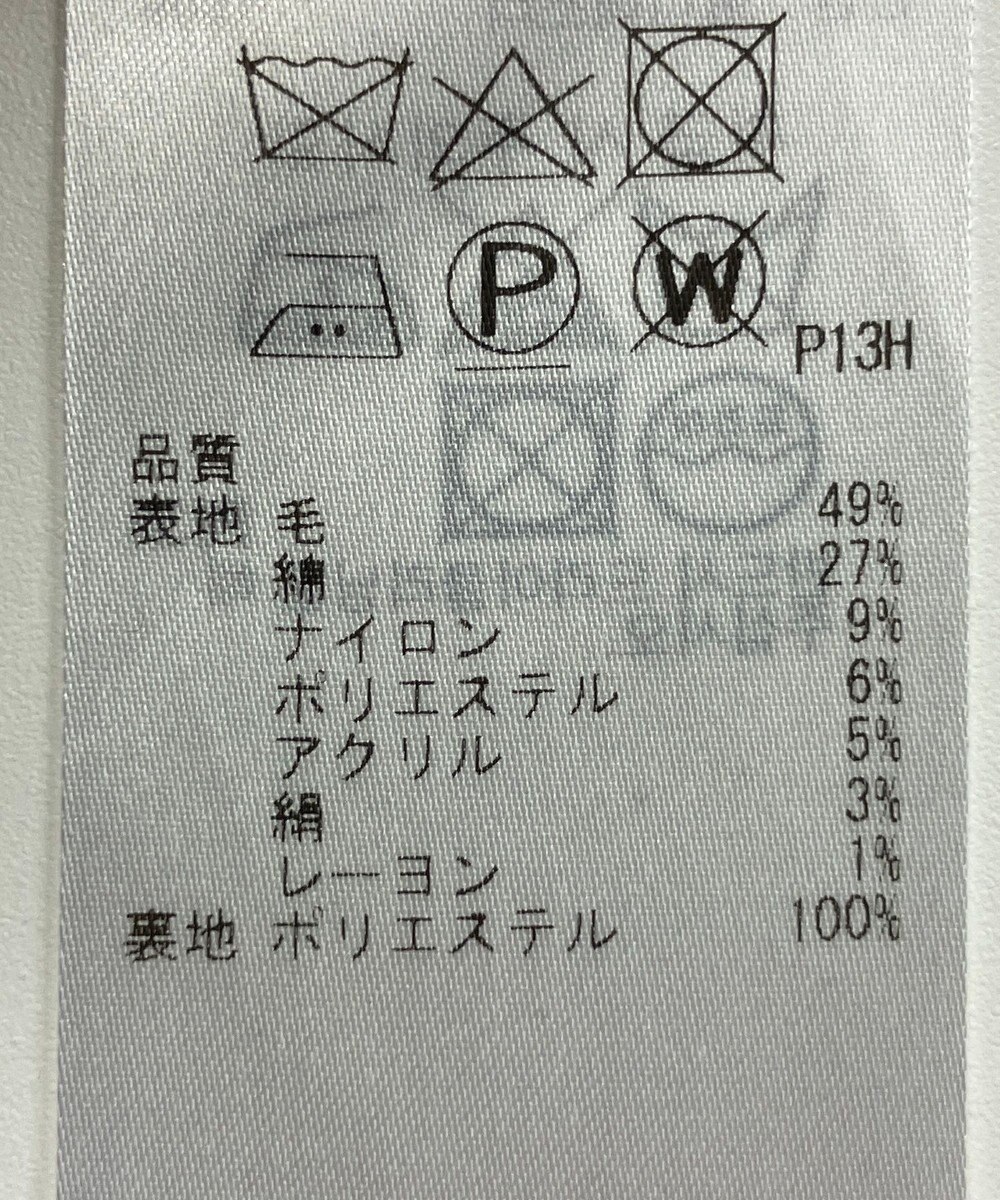 P W P13H
品質
表地 毛 49%
綿 27%
ナイロン 9%
ポリエステル 6%
アクリル 5%
絹 3%
レーヨン 1%
裏地 ポリエステル 100%